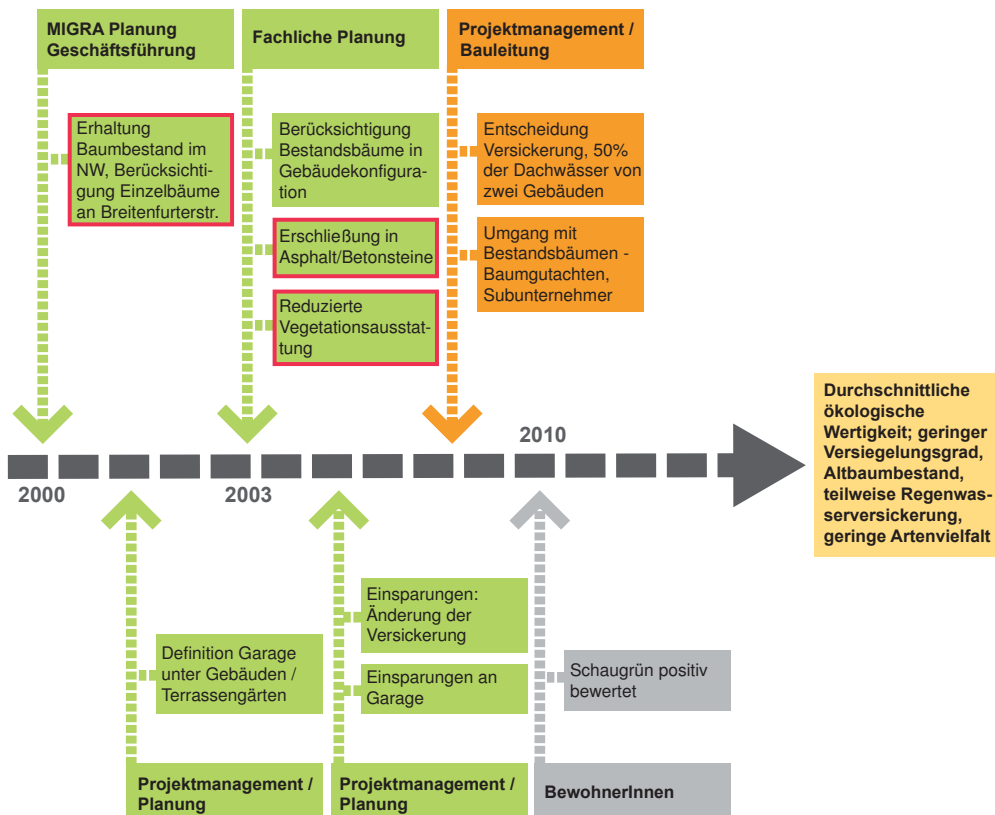 MIGRA Planung
Geschäftsführung
Fachliche Planung
Projektmanagement /
Bauleitung
Erhaltung
Baumbestand im
NW, Berücksichti-
gung Einzelbäume
an Breitenfurterstr.
Berücksichtigung
Bestandsbäume in
Gebäudekonfigura-
tion
Erschließung in
Asphalt/Betonsteine
Reduzierte
Vegetationsausstat-
tung
Entscheidung
Versickerung, 50%
der Dachwässer von
zwei Gebäuden
Umgang mit
Bestandsbäumen -
Baumgutachten,
Subunternehmer
2000
2003
2010
Durchschnittliche
ökologische
Wertigkeit; geringer
Versiegelungsgrad,
Altbaumbestand,
teilweise Regenwas-
serversickerung,
geringe Artenvielfalt
Definition Garage
unter Gebäuden /
Terrassengärten
Einsparungen:
Änderung der
Versickerung
Einsparungen an
Garage
Schaugrün positiv
bewertet
Projektmanagement /
Planung
Projektmanagement /
Planung
BewohnerInnen